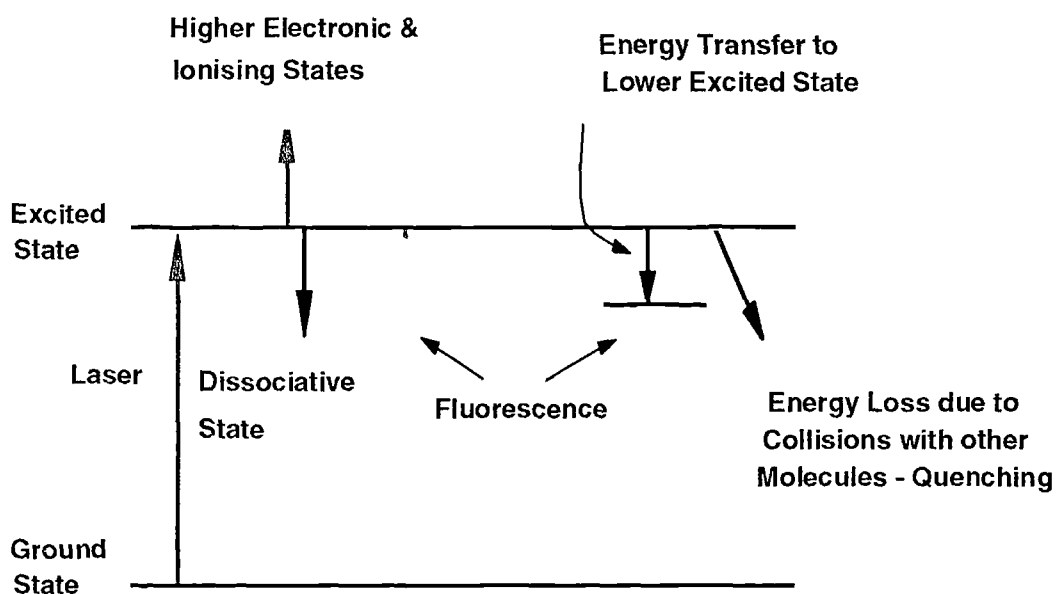 Higher Electronic &
Ionising States
Energy Transfer to
Lower Excited State
Excited
State
Laser
Dissociative
State
Fluorescence
Energy Loss due to
Collisions with other
Molecules - Quenching
Ground
State